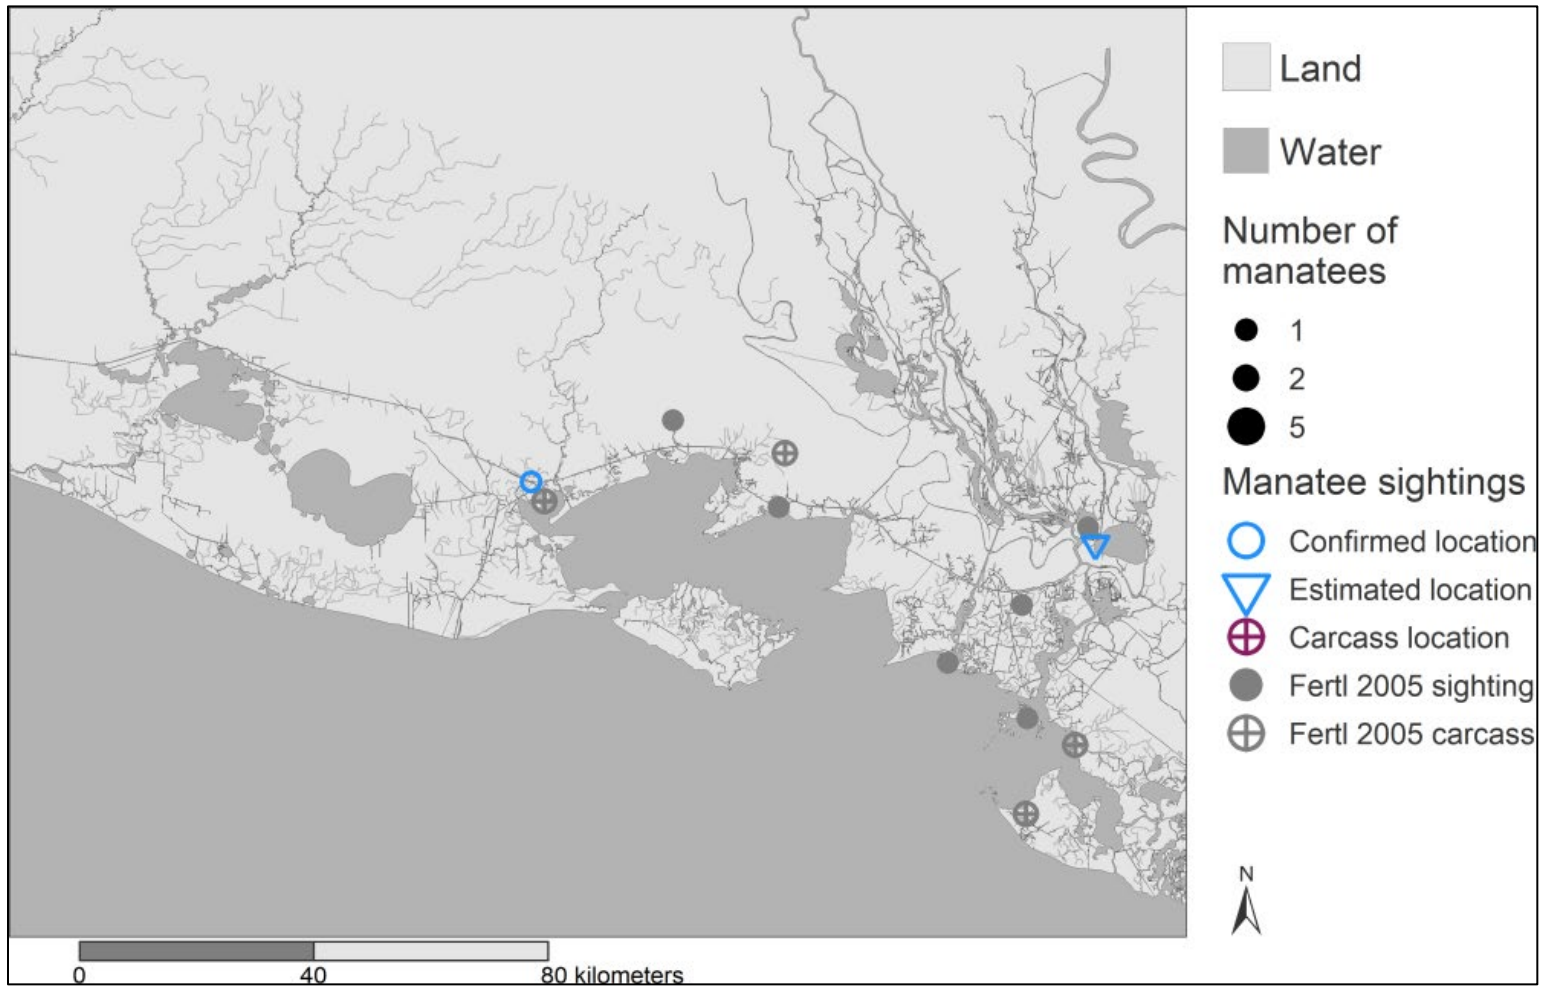 Land
Water
Number of
manatees
1
2
5
Manatee sightings
Confirmed location
Estimated location
Carcass location
Fertl 2005 sighting
Fertl 2005 carcass
N
0 40 80 kilometers